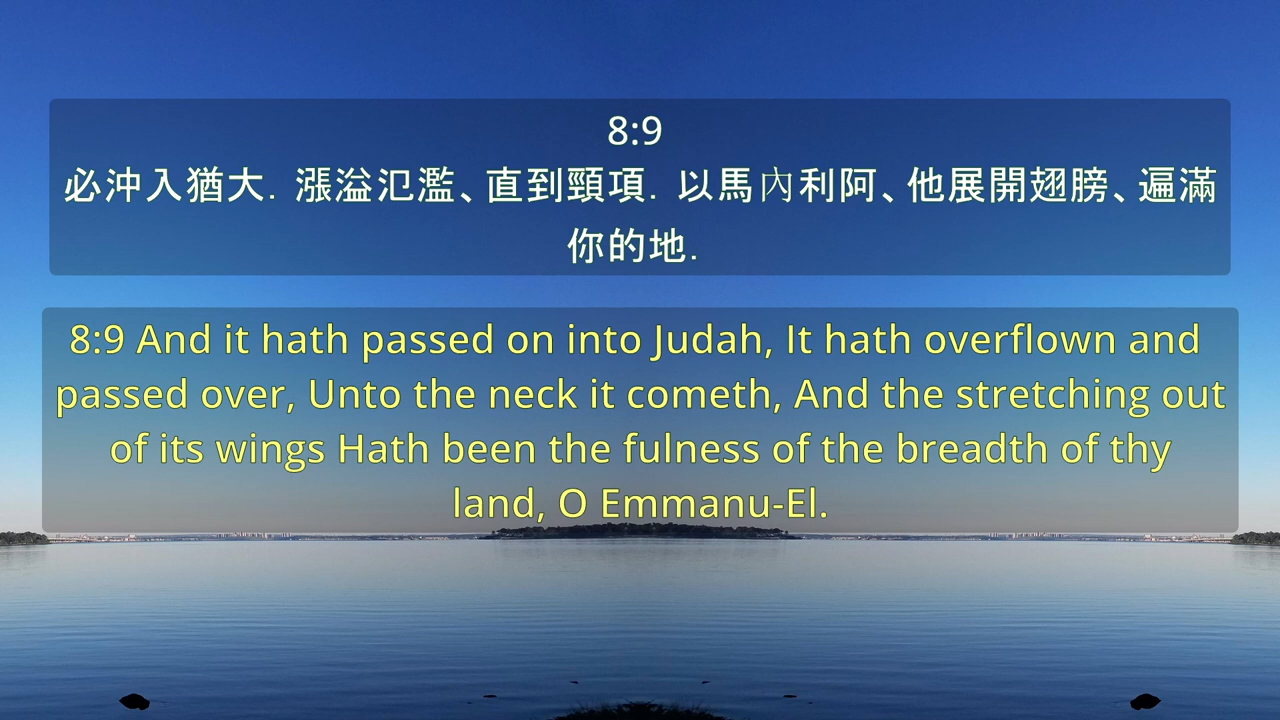 8:9
必沖入猶大．漲溢氾濫、直到頸項．以馬內利阿、他展開翅膀、遍滿
你的地．
8:9 And it hath passed on into Judah, It hath overflown and
passed over, Unto the neck it cometh, And the stretching out
of its wings Hath been the fulness of the breadth of thy
land, O Emmanu-El.